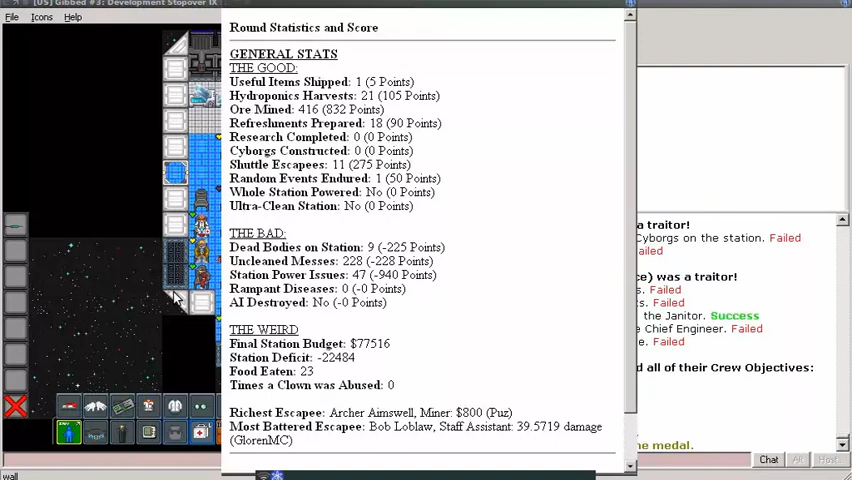 [US] Gibbed #3: Development Stopover IX
File Icons Help
Round Statistics and Score
GENERAL STATS
THE GOOD:
Useful Items Shipped: 1 (5 Points)
Hydroponics Harvests: 21 (105 Points)
Ore Mined: 416 (832 Points)
Refreshments Prepared: 18 (90 Points)
Research Completed: 0 (0 Points)
Cyborgs Constructed: 0 (0 Points)
Shuttle Escapees: 11 (275 Points)
Random Events Endured: 1 (50 Points)
Whole Station Powered: No (0 Points)
Ultra-Clean Station: No (0 Points)
THE BAD:
Dead Bodies on Station: 9 (-225 Points)
Uncleaned Messes: 228 (-228 Points)
Station Power Issues: 47 (-940 Points)
Rampant Diseases: 0 (-0 Points)
AI Destroyed: No (-0 Points)
THE WEIRD
Final Station Budget: $77516
Station Deficit: -22484
Food Eaten: 23
Times a Clown was Abused: 0
Richest Escapee: Archer Aimswell, Miner: $800 (Puz)
Most Battered Escapee: Bob Loblaw, Staff Assistant: 39.5719 damage
(GlorenMC)
a traitor!
Cyborgs on the station. Failed
ailed
ce) was a traitor!
s. Failed
ts. Failed
the Janitor. Success
e Chief Engineer. Failed
e. Failed
d all of their Crew Objectives:
he medal.
Chat Alt Host
wall